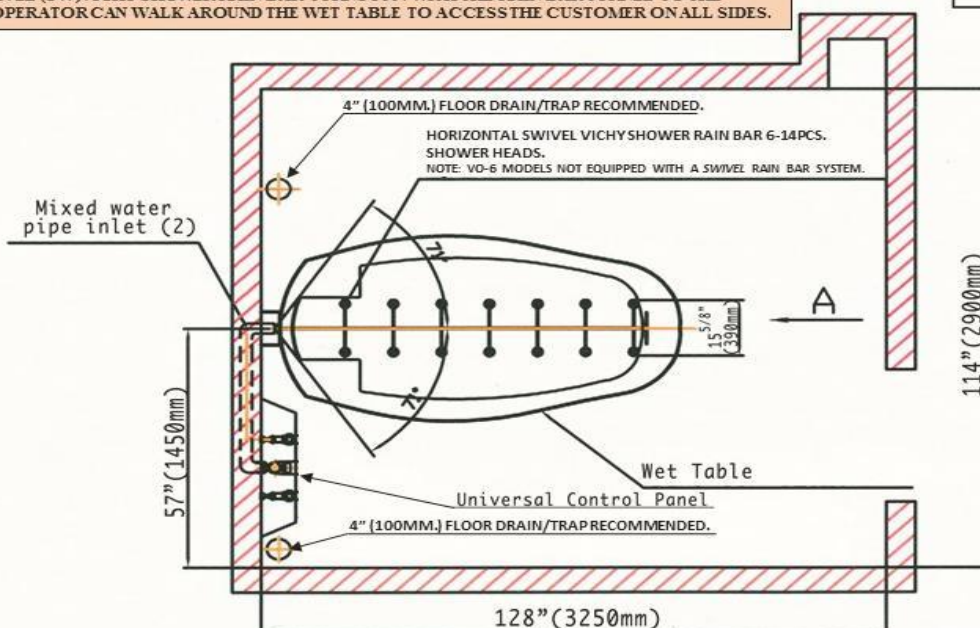 OPERATOR CAN WALK AROUND THE WET TABLE TO ACCESS THE CUSTOMER ON ALL SIDES.
4” (100MM.) FLOOR DRAIN/TRAP RECOMMENDED.
HORIZONTAL SWIVEL VICHY SHOWER RAIN BAR 6-14PCS.
SHOWER HEADS.
NOTE: VO-6 MODELS NOT EQUIPPED WITH A SWIVEL RAIN BAR SYSTEM.
Mixed water
pipe inlet (2)
71°
A
15 5/8"
(390mm)
114”(2900mm)
71°
57”(1450mm)
Wet Table
Universal Control Panel
4” (100MM.) FLOOR DRAIN/TRAP RECOMMENDED.
128”(3250mm)